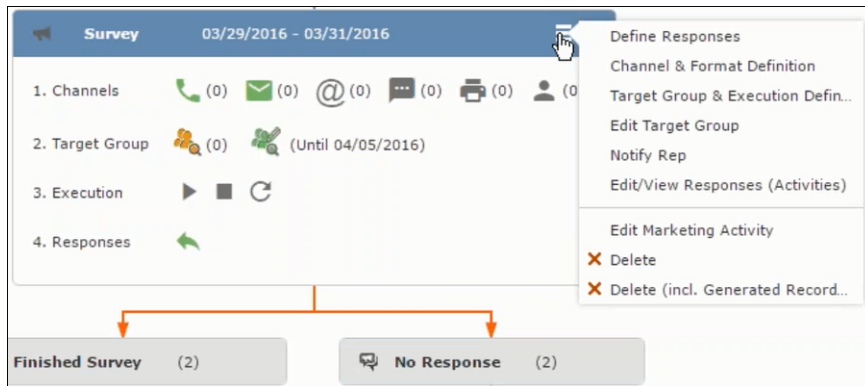 Survey 03/29/2016 - 03/31/2016
1. Channels (0) (0) @ (0) (0) (0) (0
2. Target Group (0) (Until 04/05/2016)
3. Execution
4. Responses
Define Responses
Channel & Format Definition
Target Group & Execution Defin...
Edit Target Group
Notify Rep
Edit/View Responses (Activities)
Edit Marketing Activity
Delete
Delete (incl. Generated Record...
Finished Survey (2)
No Response (2)